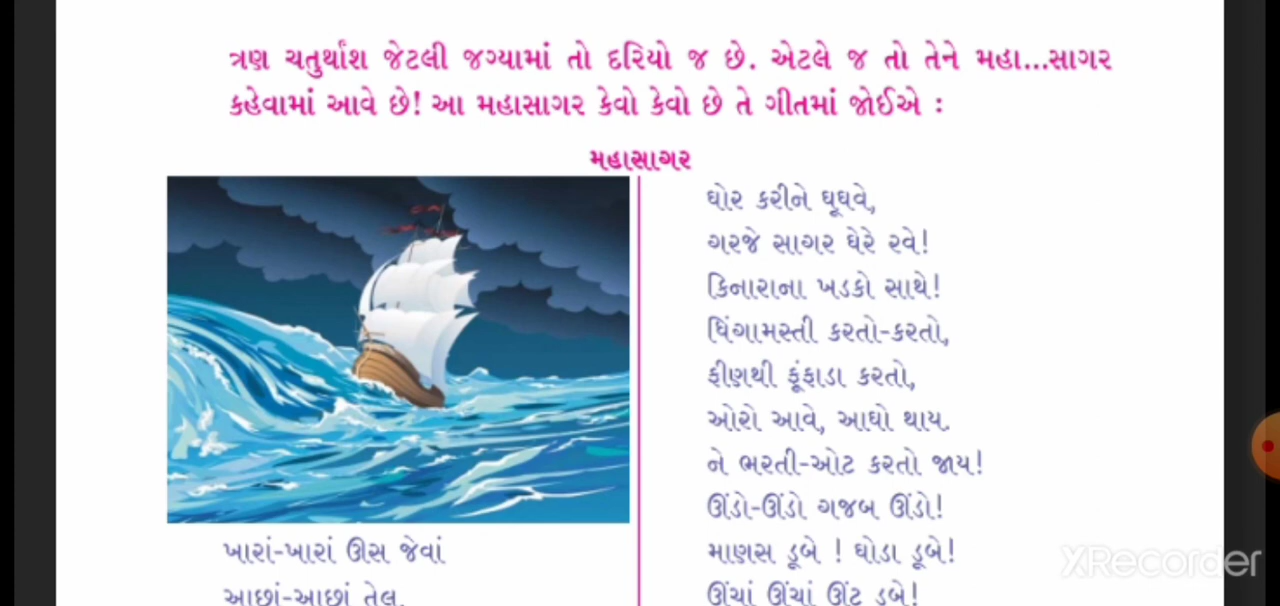 ત્રણ ચતુર્થાંશ જેટલી જગ્યામાં તો દરિયો જ છે. એટલે જ તો તેને મહા...સાગર
કહેવામાં આવે છે! આ મહાસાગર કેવો કેવો છે તે ગીતમાં જોઈએ :
મહાસાગર
ખારાં-ખારાં ઊસ જેવાં
આછાં-આછાં તેલ,
ઘોર કરીને ઘૂઘવે,
ગરજે સાગર ઘેરે રવે!
કિનારાના ખડકો સાથે!
ધિંગામસ્તી કરતો-કરતો,
ફીણથી ફૂંફાડા કરતો,
ઓરો આવે, આઘો થાય.
ને ભરતી-ઓટ કરતો જાય!
ઊંડો-ઊંડો ગજબ ઊંડો!
માણસ ડૂબે ! ઘોડા ડૂબે!
ઊંચાં ઊંચાં ઊંટ ડૂબે!
XRecorder